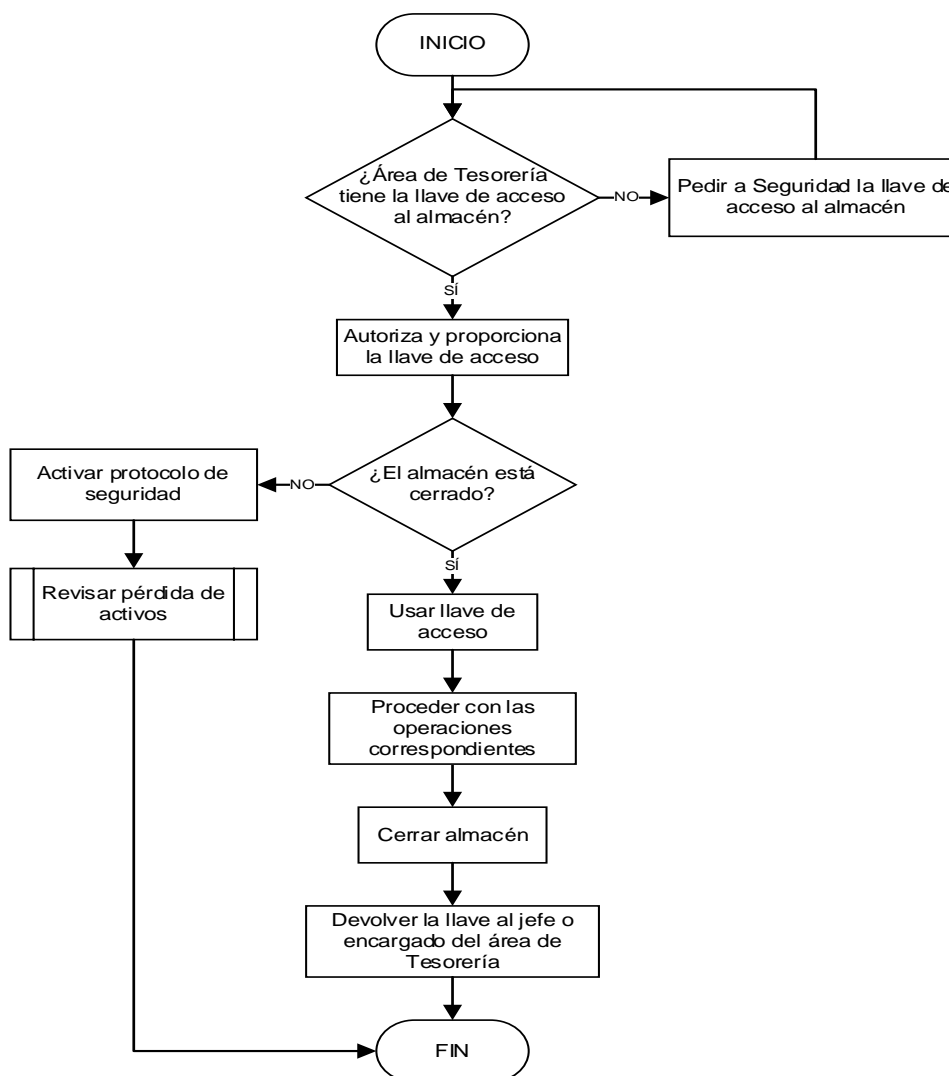 INICIO
¿Área de Tesorería
tiene la llave de acceso
al almacén?
NO
Pedir a Seguridad la llave de
acceso al almacén
SÍ
Autoriza y proporciona
la llave de acceso
¿El almacén está
cerrado?
NO
Activar protocolo de
seguridad
Revisar pérdida de
activos
SÍ
Usar llave de
acceso
Proceder con las
operaciones
correspondientes
Cerrar almacén
Devolver la llave al jefe o
encargado del área de
Tesorería
FIN